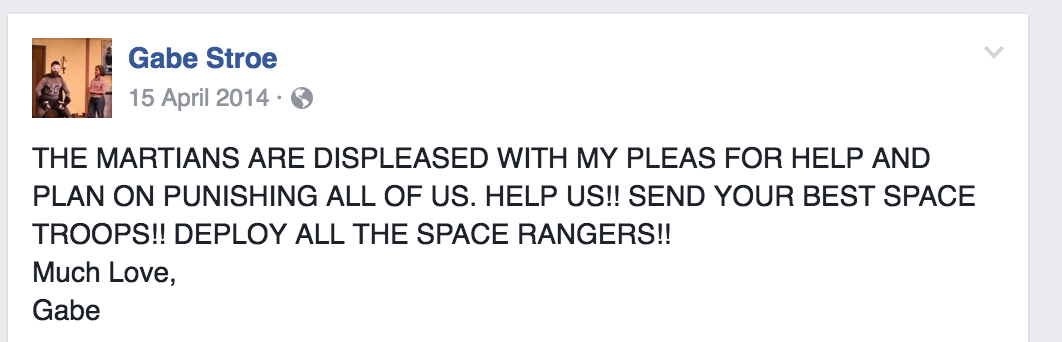 Gabe Stroe
15 April 2014 ·
THE MARTIANS ARE DISPLEASED WITH MY PLEAS FOR HELP AND
PLAN ON PUNISHING ALL OF US. HELP US!! SEND YOUR BEST SPACE
TROOPS!! DEPLOY ALL THE SPACE RANGERS!!
Much Love,
Gabe